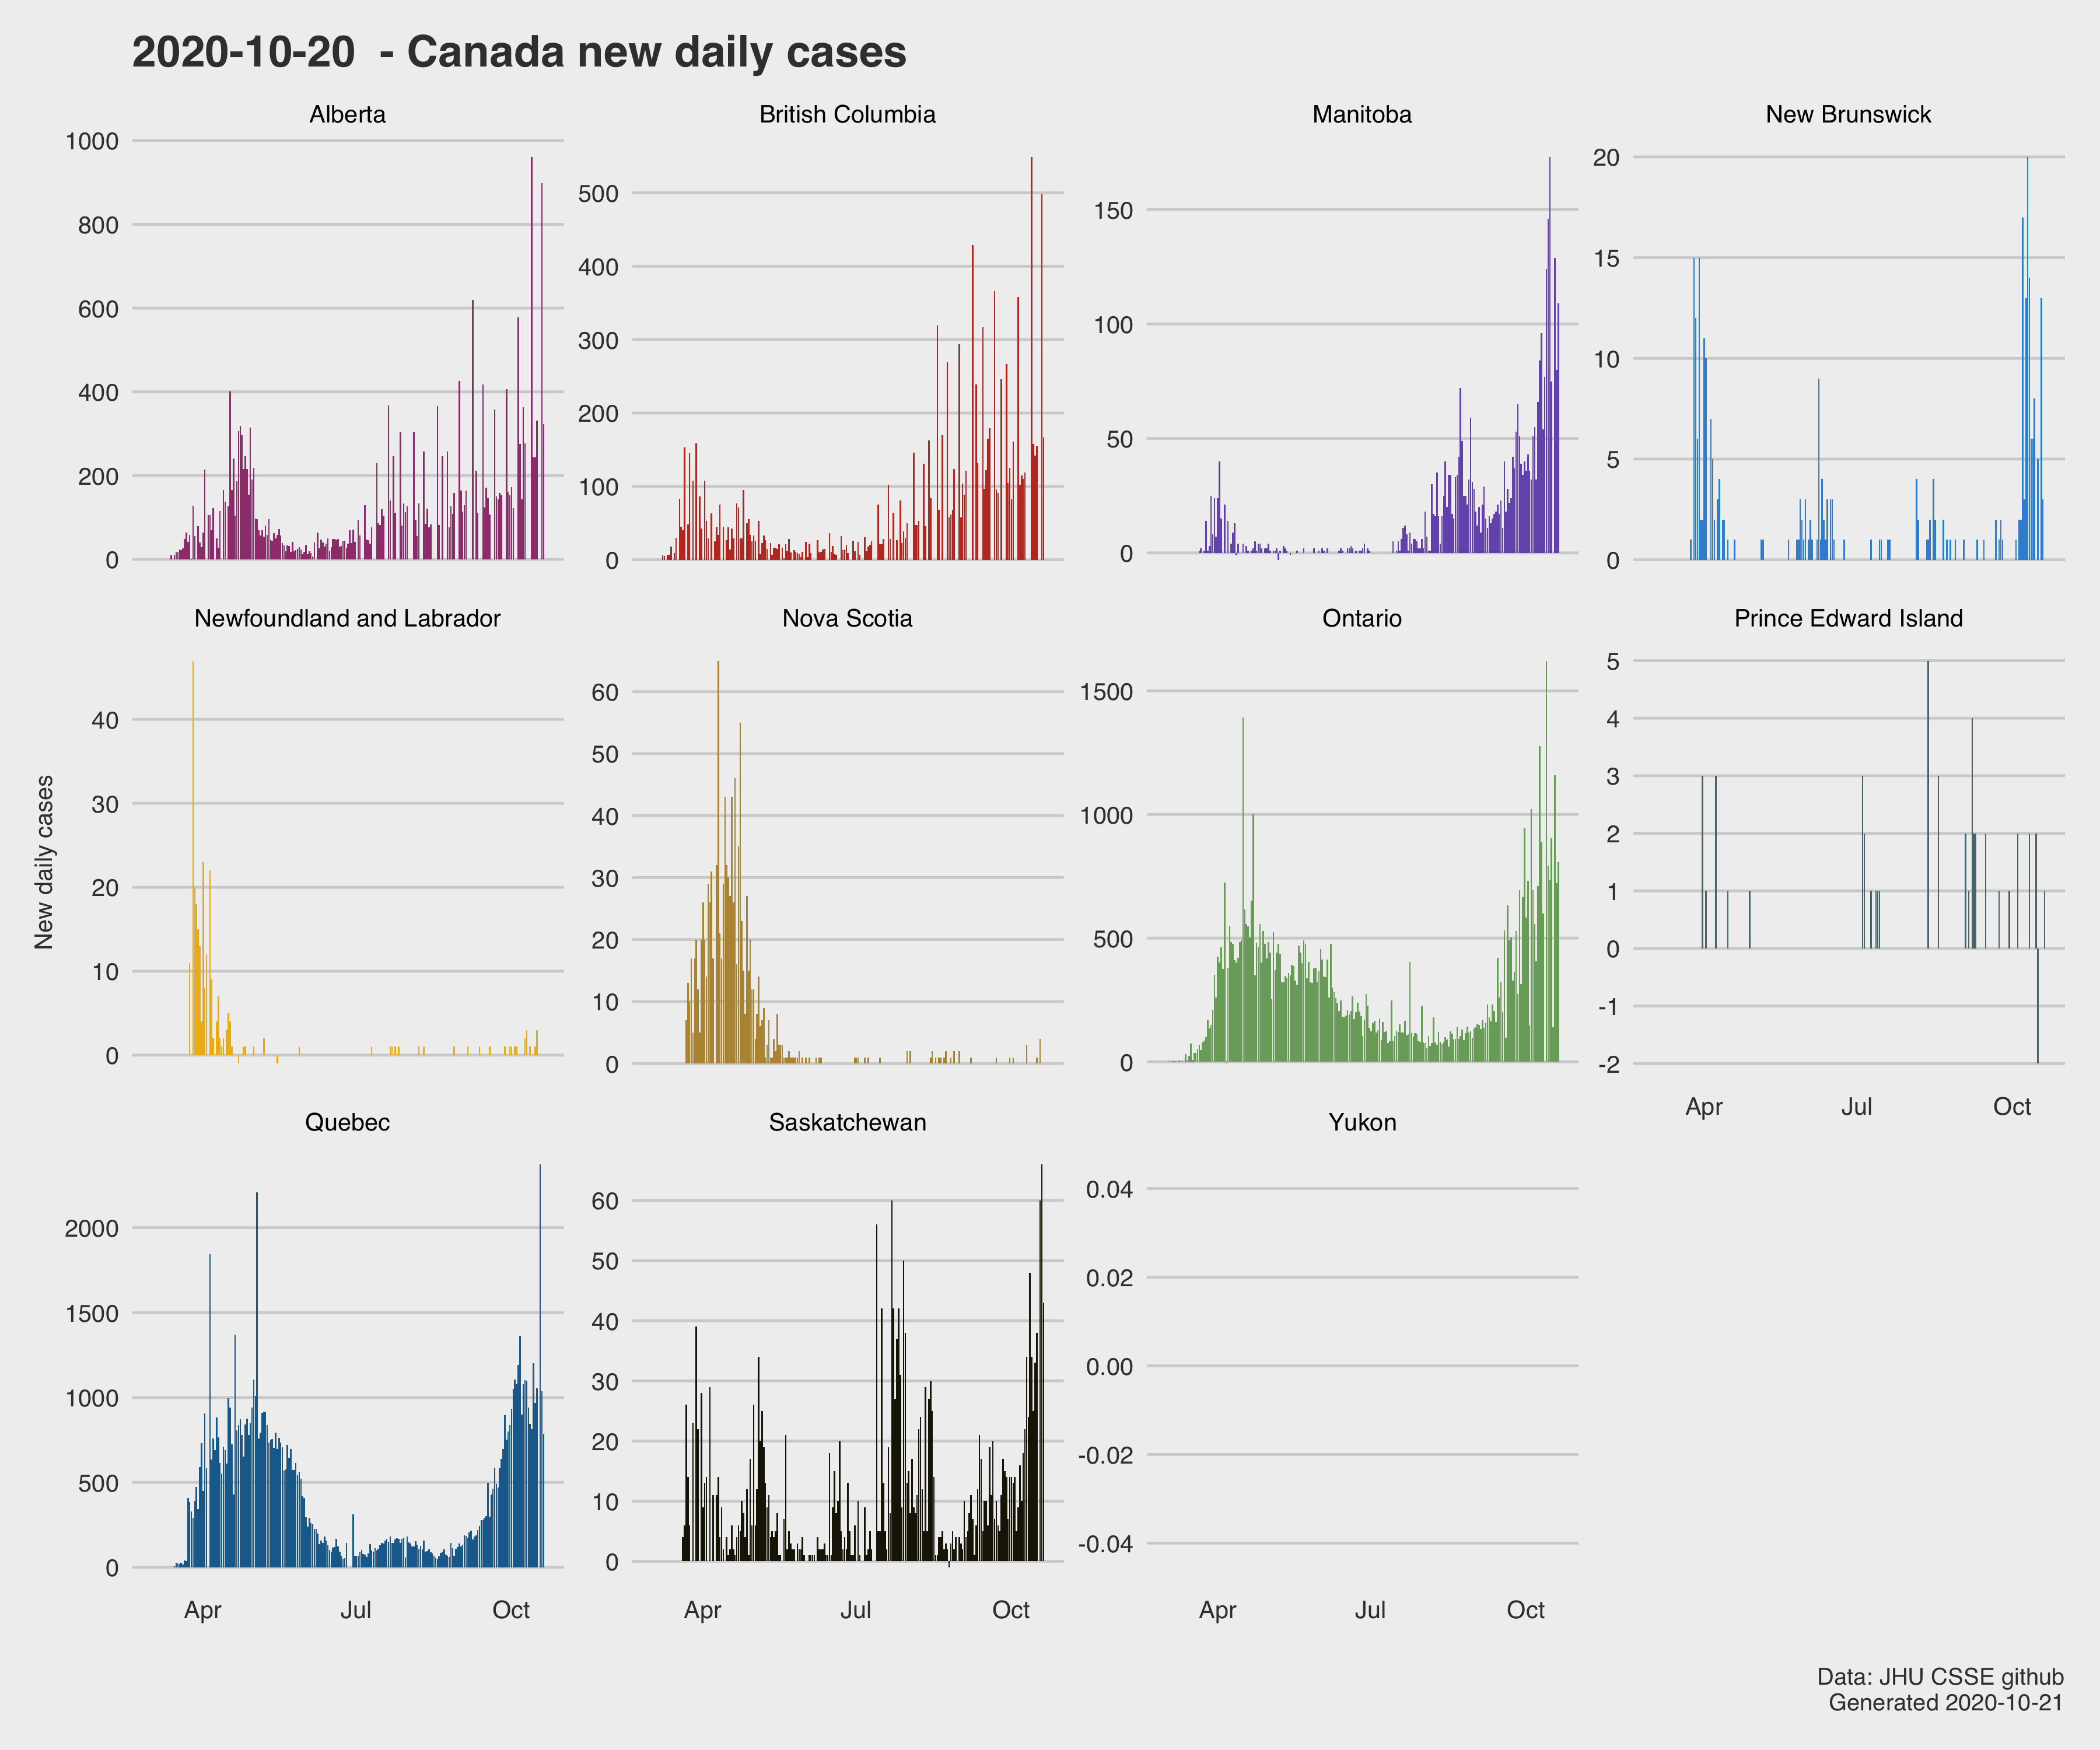 2020-10-20  - Canada new daily cases
Alberta
British Columbia
Manitoba
New Brunswick
1000
800
600
400
200
0
500
400
300
200
100
0
150
100
50
0
20
15
10
5
0
Newfoundland and Labrador
Nova Scotia
Ontario
Prince Edward Island
New daily cases
40
30
20
10
0
60
50
40
30
20
10
0
1500
1000
500
0
5
4
3
2
1
0
-1
-2
Apr
Jul
Oct
Quebec
Saskatchewan
Yukon
2000
1500
1000
500
0
60
50
40
30
20
10
0
0.04
0.02
0.00
-0.02
-0.04
Apr
Jul
Oct
Apr
Jul
Oct
Apr
Jul
Oct
Data: JHU CSSE github
Generated 2020-10-21